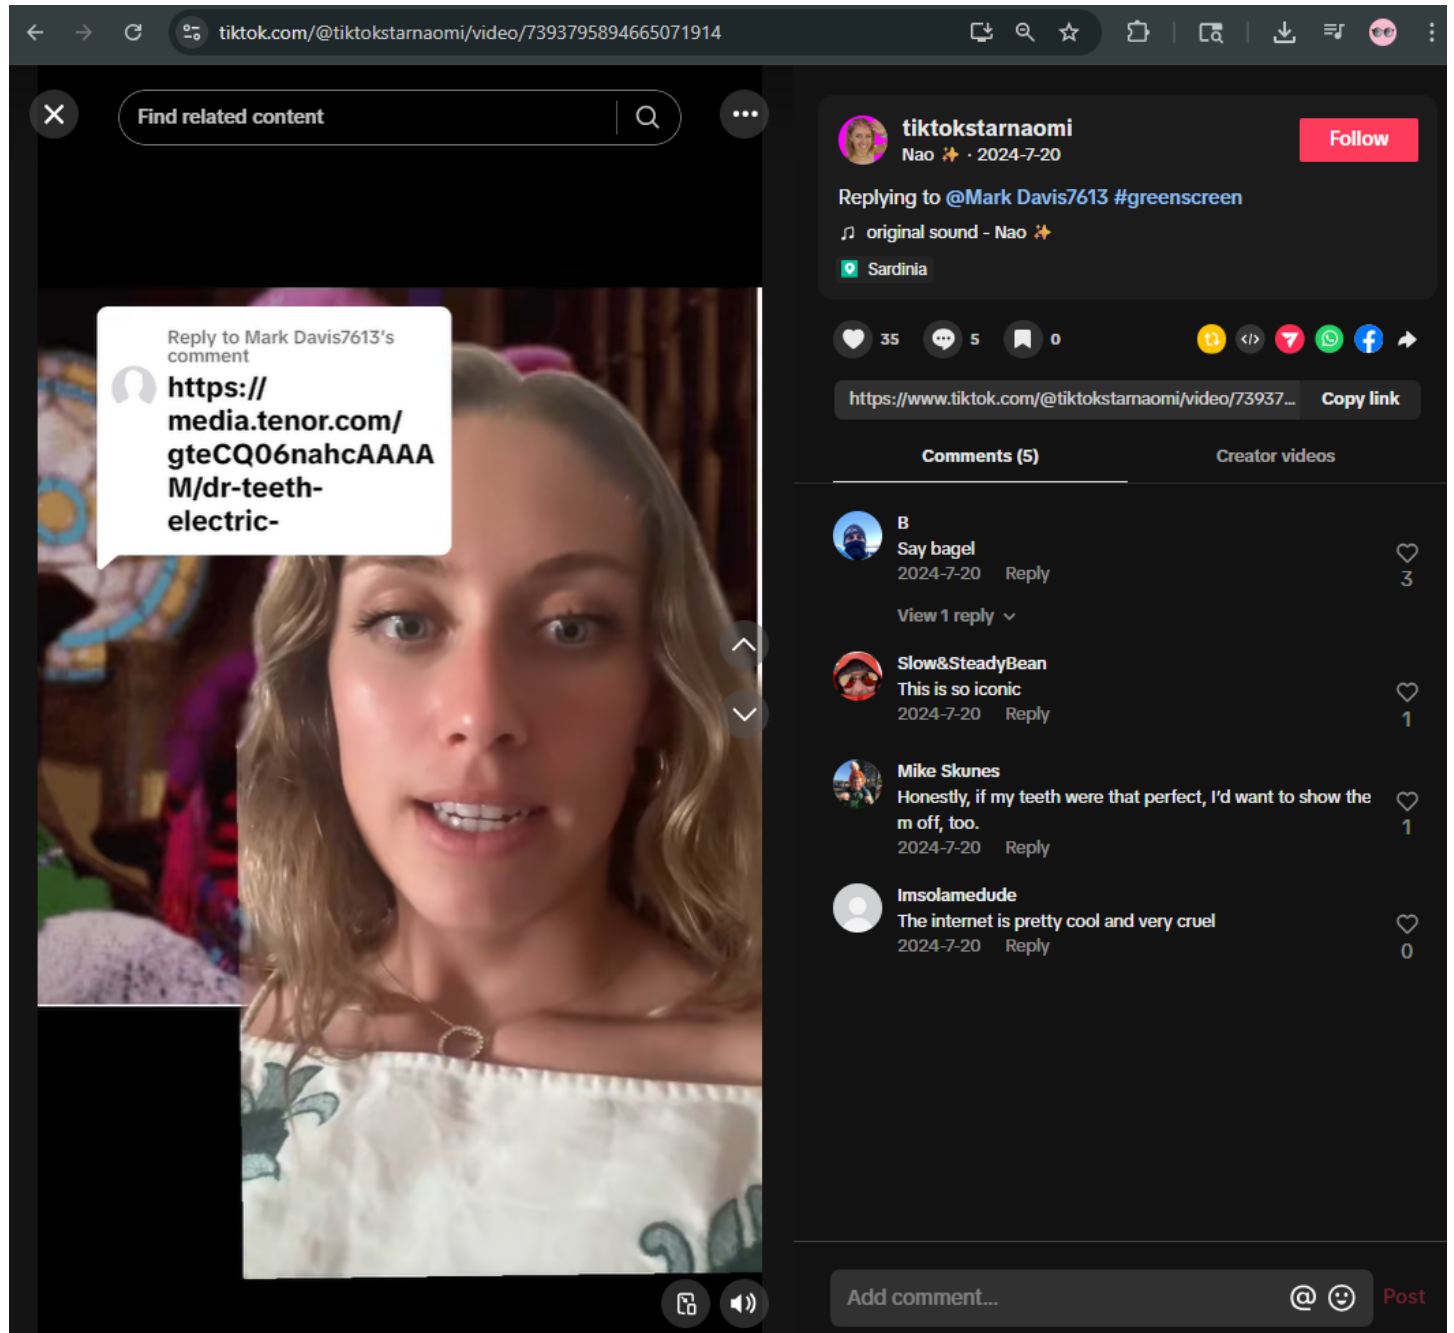 tiktok.com/@tiktokstarnaomi/video/7393795894665071914
Find related content
Reply to Mark Davis7613's
comment
https://
media.tenor.com/
gteCQ06nahcAAAA
M/dr-teeth-
electric-
tiktokstarnaomi
Nao ✨ · 2024-7-20
Follow
Replying to @Mark Davis7613 #greenscreen
♫ original sound - Nao ✨
Sardinia
35
5
0
https://www.tiktok.com/@tiktokstarnaomi/video/73937...
Copy link
Comments (5)
Creator videos
B
Say bagel
2024-7-20 Reply
3
View 1 reply
Slow&SteadyBean
This is so iconic
2024-7-20 Reply
1
Mike Skunes
Honestly, if my teeth were that perfect, I'd want to show the
m off, too.
2024-7-20 Reply
1
Imsolamedude
The internet is pretty cool and very cruel
2024-7-20 Reply
0
Add comment...
@
Post